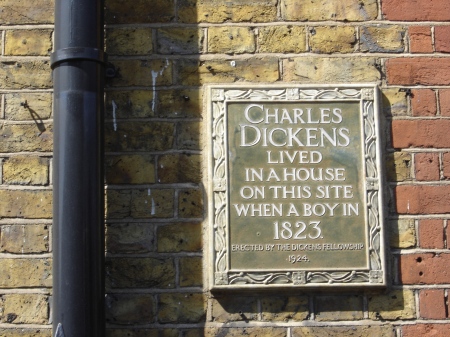 CHARLES
DICKENS
LIVED
IN A HOUSE
ON THIS SITE
WHEN A BOY IN
1823.
ERECTED BY THE DICKENS FELLOWSHIP
1924.